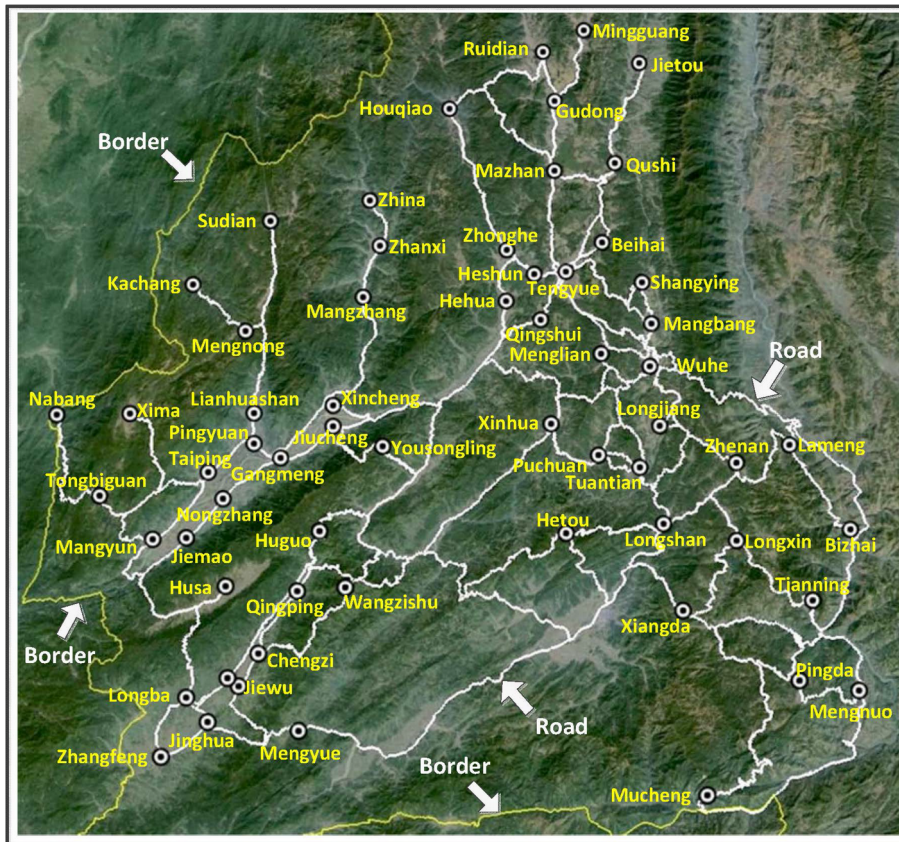 Mingguang
Ruidian
Jietou
Houqiao
Gudong
Border
Mazhan
Qushi
Zhina
Sudian
Zhonghe
Beihai
Zhanxi
Heshun
Tengyue
Shangying
Kachang
Mangzhang
Hehua
Mengnong
Qingshui
Mangbang
Menglian
Road
Wuhe
Nabang
Xima
Lianhuashan
Xincheng
Longjiang
Pingyuan
Jiucheng
Xinhua
Yousongling
Zhenan
Lameng
Taiping
Gangmeng
Puchuan
Tuantian
Tongbiguan
Nongzhang
Hetou
Mangyun
Jiemao
Huguo
Longshan
Longxin
Bizhai
Husa
Qingping
Wangzishu
Tianning
Border
Xiangda
Chengzi
Pingda
Longba
Jiewu
Mengnuo
Jinghua
Road
Zhangfeng
Mengyue
Border
Mucheng